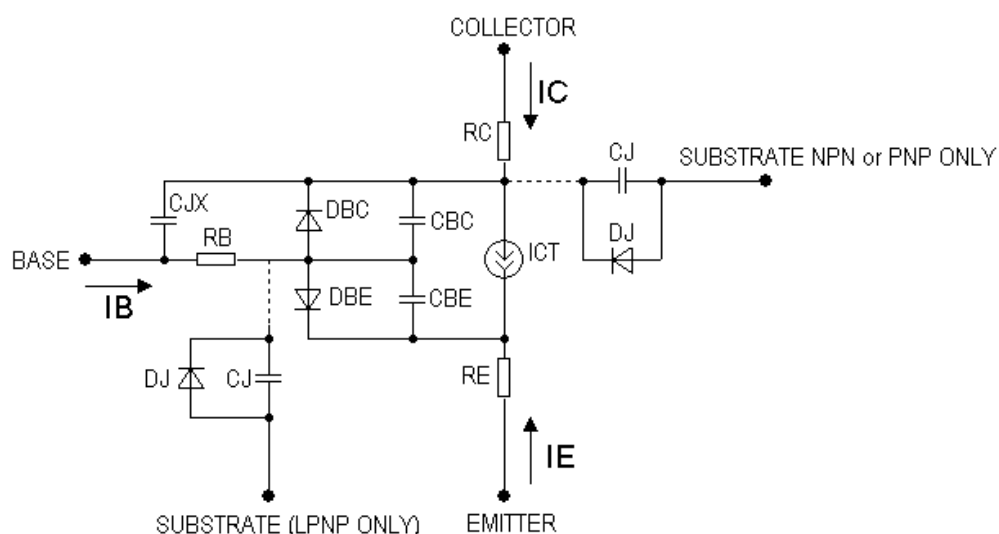 COLLECTOR
IC
RC
CJ
SUBSTRATE NPN or PNP ONLY
CJX
DBC
CBC
RB
DJ
ICT
BASE
IB
DBE
CBE
DJ
CJ
RE
IE
SUBSTRATE (LPNP ONLY)
EMITTER